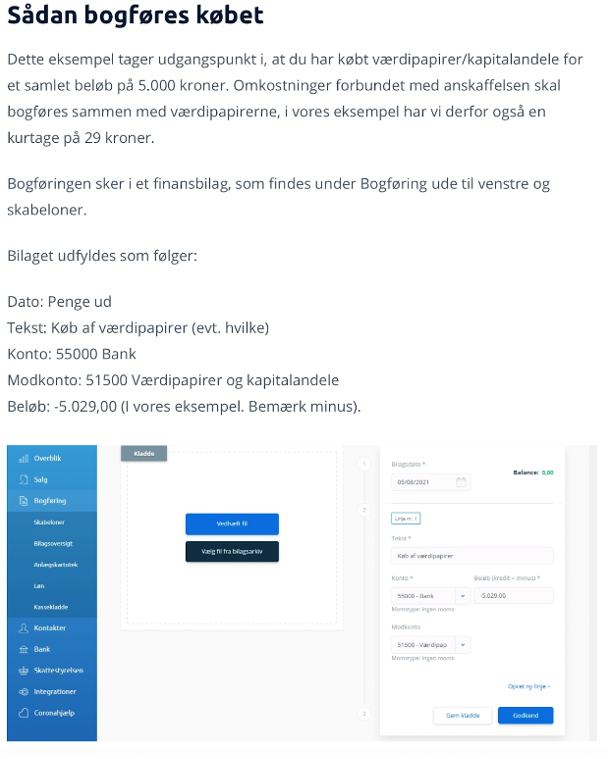 Sådan bogføres købet
Dette eksempel tager udgangspunkt i, at du har købt værdipapirer/kapitalandele for
et samlet beløb på 5.000 kroner. Omkostninger forbundet med anskaffelsen skal
bogføres sammen med værdipapirerne, i vores eksempel har vi derfor også en
kurtage på 29 kroner.
Bogføringen sker i et finansbilag, som findes under Bogføring ude til venstre og
skabeloner.
Bilaget udfyldes som følger:
Dato: Penge ud
Tekst: Køb af værdipapirer (evt. hvilke)
Konto: 55000 Bank
Modkonto: 51500 Værdipapirer og kapitalandele
Beløb: -5.029,00 (I vores eksempel. Bemærk minus).
Overblik
Salg
Bogføring
Skabeloner
Bilagsoversigt
Anlægskartotek
Løn
Kassekladde
Kontakter
Bank
Skattestyrelsen
Integrationer
Coronahjælp
Kladde
Vedhæft fil
Vælg fil fra bilagsarkiv
1
2
3
Bilagsdato *
05/08/2021
Balance: 0,00
Linje nr. 1
Tekst *
Køb af værdipapirer
Konto * Beløb (kredit = minus) *
55000 - Bank -5.029,00
Momstype: Ingen moms
Modkonto
51500 - Værdipap
Momstype: Ingen moms
Opret ny linje +
Gem kladde Godkend